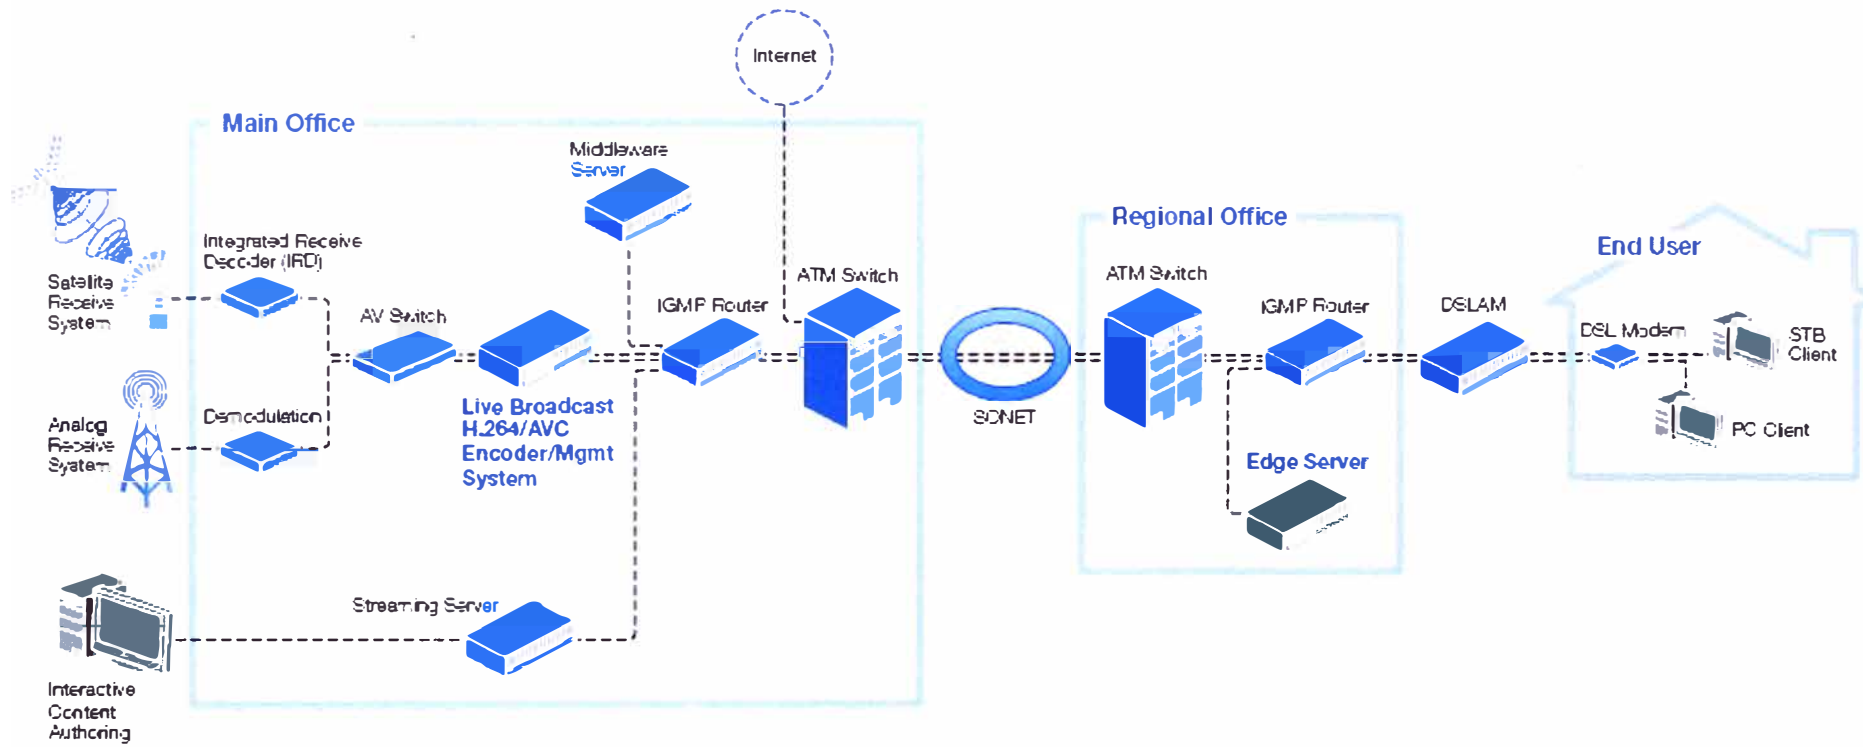 Internet
Main Office
Middleware
Server
Integrated Receive
Decoder (IRD)
Satellite
Receive
System
AV Switch
IGMP Router
ATM Switch
Live Broadcast
H.264/AVC
Encoder/Mgmt
System
Demodulation
Analog
Receive
System
Streaming Server
Interactive
Content
Authoring
SONET
Regional Office
ATM Switch
IGMP Router
DSLAM
Edge Server
End User
DSL Modem
STB
Client
PC Client